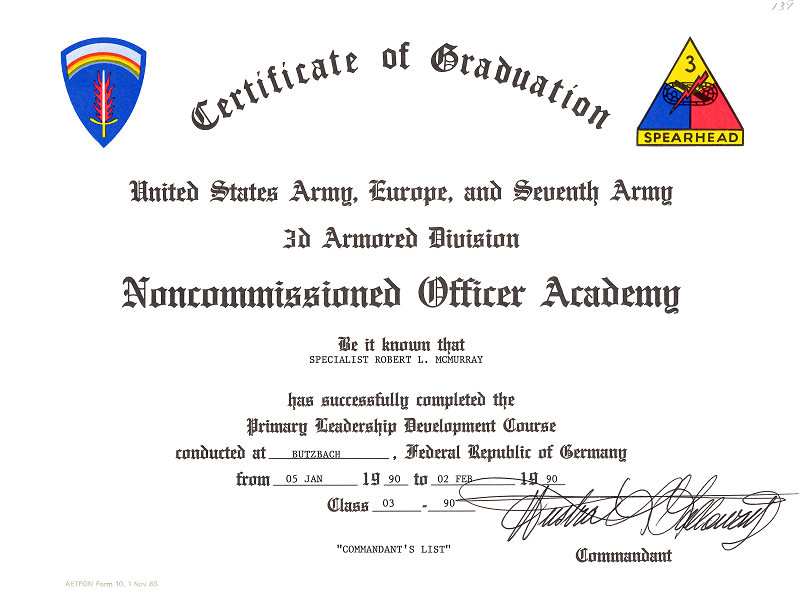 139
Certificate of Graduation
3
SPEARHEAD
United States Army, Europe, and Seventh Army
3d Armored Division
Noncommissioned Officer Academy
Be it known that
SPECIALIST ROBERT L. MCMURRAY
has successfully completed the
Primary Leadership Development Course
conducted at BUTZBACH , Federal Republic of Germany
from 05 JAN 19 90 to 02 FEB 19 90
Class 03 - 90
"COMMANDANT'S LIST"
Commandant
AETFON Form 10, 1 Nov 85